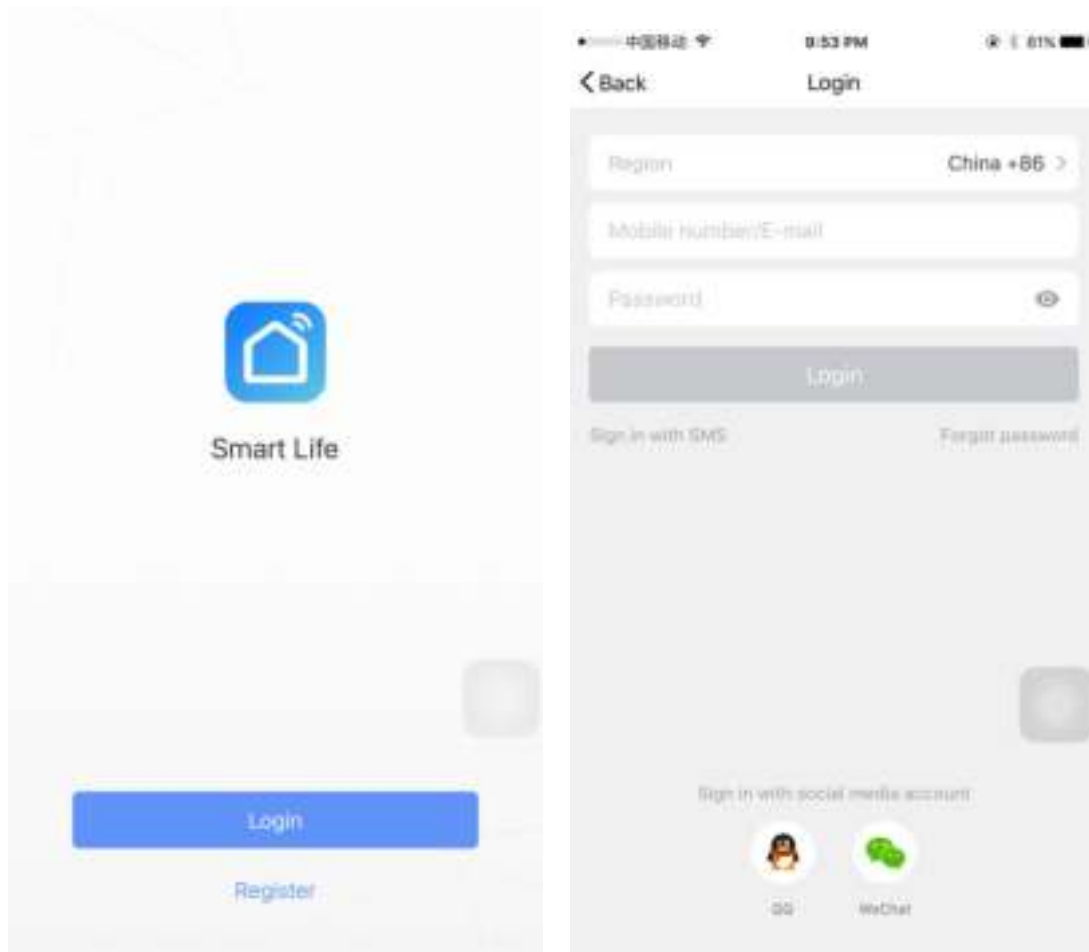 Smart Life
Login
Register
中国移动 9:53 PM 81%
Back Login
Region China +86
Mobile number/E-mail
Password
Login
Sign in with SMS Forgot password
Sign in with social media account
QQ WeChat